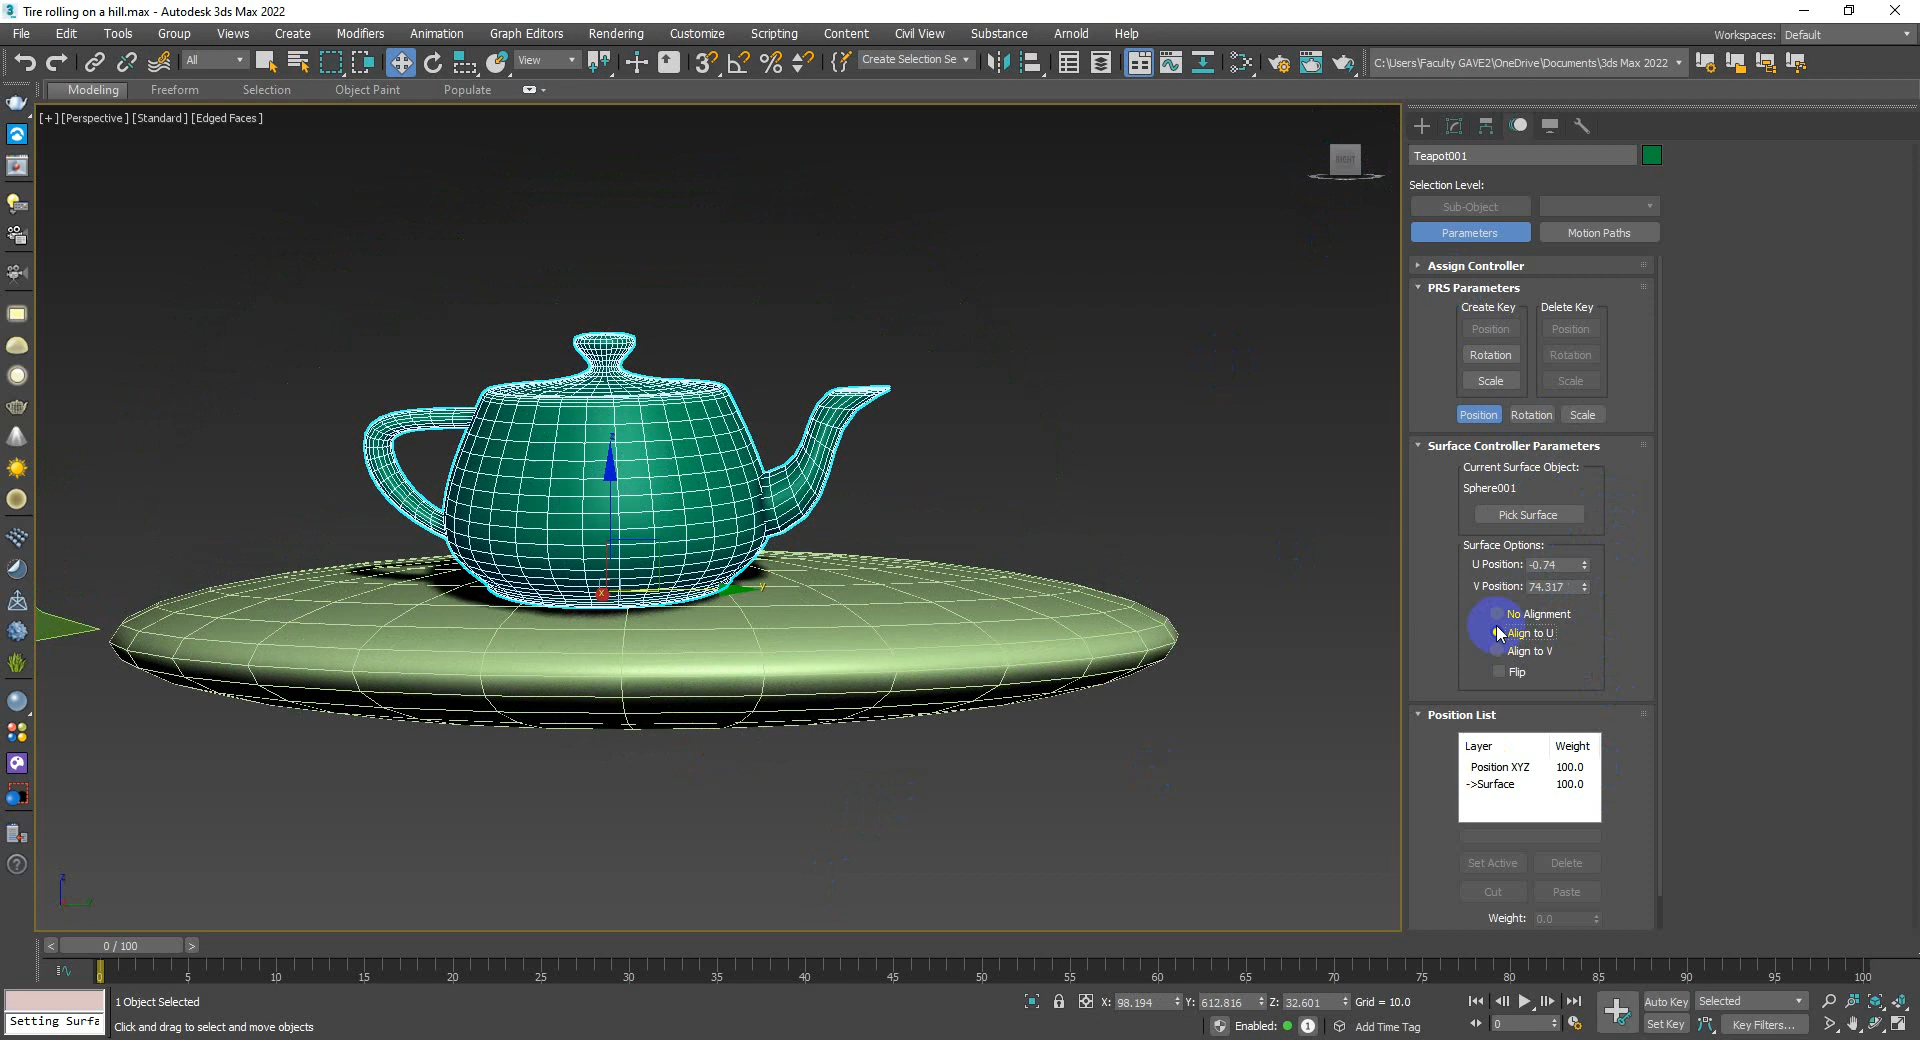 Tire rolling on a hill.max - Autodesk 3ds Max 2022
File Edit Tools Group Views Create Modifiers Animation Graph Editors Rendering Customize Scripting Content Civil View Substance Arnold Help
Workspaces: Default
All View Create Selection Se C:\Users\Faculty GAVE2\OneDrive\Documents\3ds Max 2022
Modeling Freeform Selection Object Paint Populate
[+] [Perspective] [Standard] [Edged Faces]
RIGHT
Teapot001
Selection Level:
Sub-Object
Parameters Motion Paths
Assign Controller
PRS Parameters
Create Key Delete Key
Position Position
Rotation Rotation
Scale Scale
Position Rotation Scale
Surface Controller Parameters
Current Surface Object:
Sphere001
Pick Surface
Surface Options:
U Position: -0.74
V Position: 74.317
No Alignment
Align to U
Align to V
Flip
Position List
Layer Weight
Position XYZ 100.0
->Surface 100.0
Set Active Delete
Cut Paste
Weight: 0.0
z
x
y
z
< 0 / 100 >
0 5 10 15 20 25 30 35 40 45 50 55 60 65 70 75 80 85 90 95 100
1 Object Selected
X: 98.194 Y: 612.816 Z: 32.601 Grid = 10.0
Auto Key Selected
Setting Surfa
Click and drag to select and move objects
Enabled: 1 Add Time Tag
0
Set Key Key Filters...